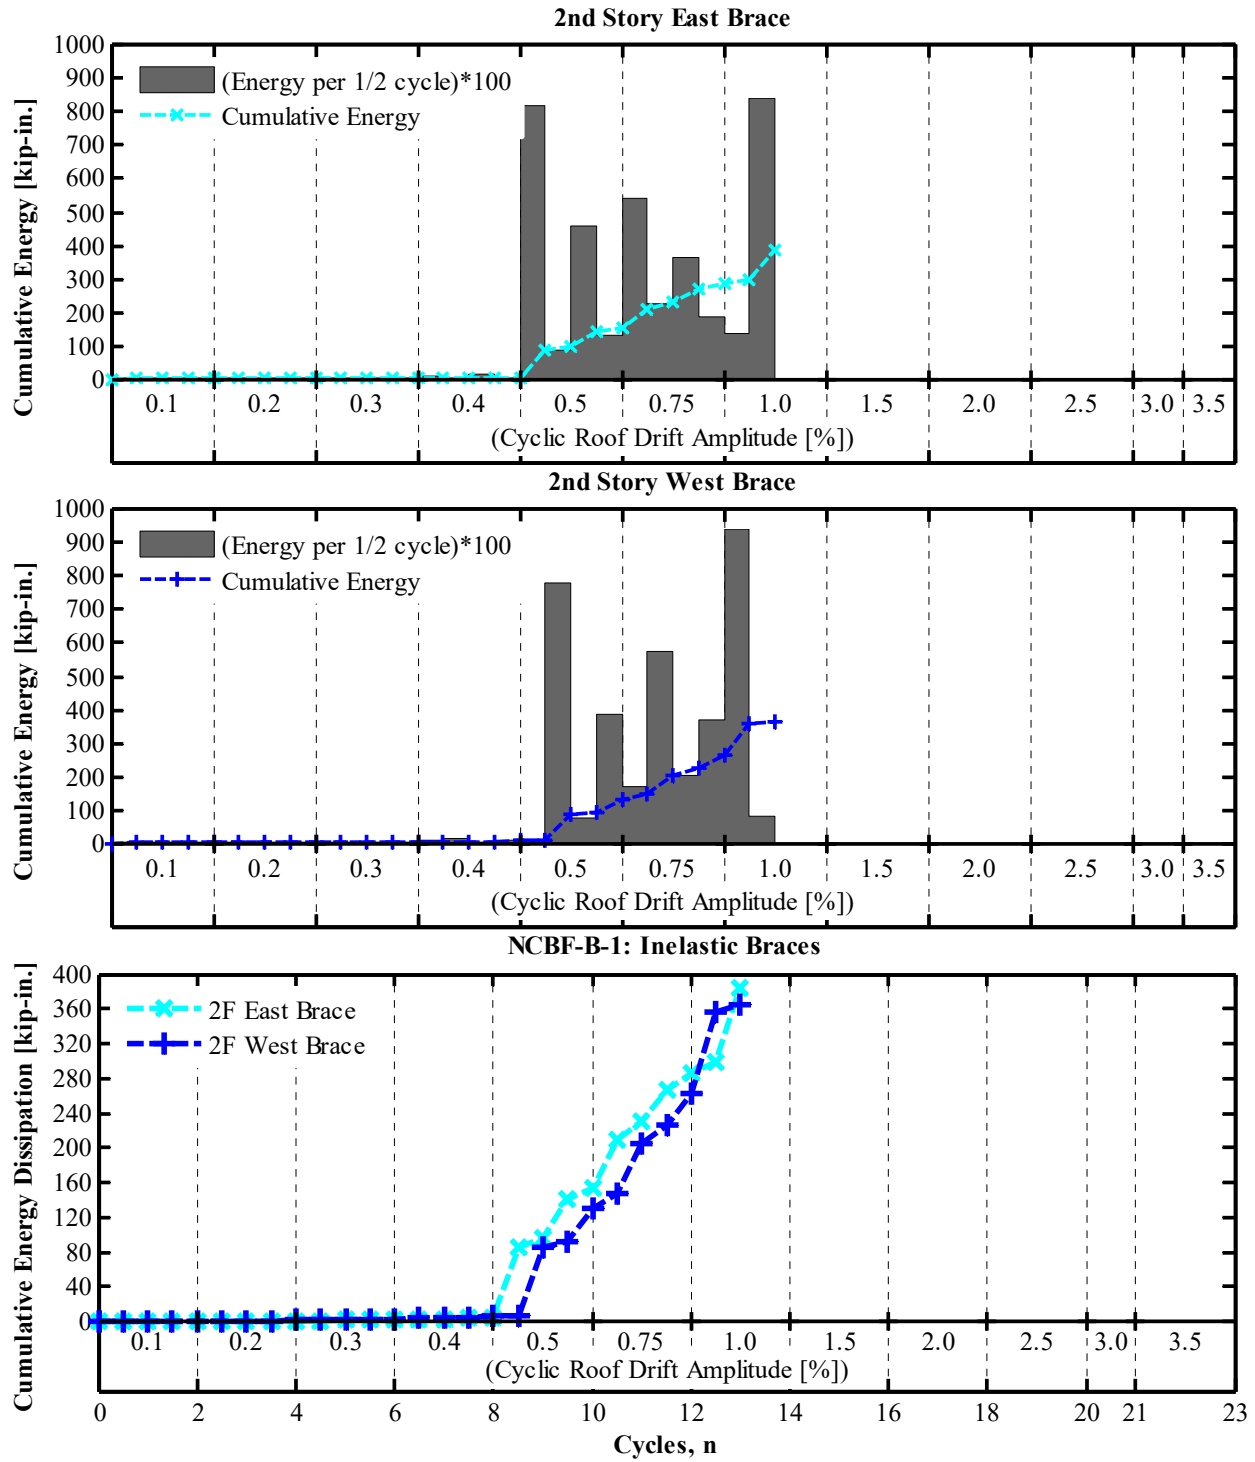 2nd Story East Brace
1000
900
800
700
600
500
400
300
200
100
0
Cumulative Energy [kip-in.]
(Energy per 1/2 cycle)*100
Cumulative Energy
0.1 0.2 0.3 0.4 0.5 0.75 1.0 1.5 2.0 2.5 3.0 3.5
(Cyclic Roof Drift Amplitude [%])
2nd Story West Brace
1000
900
800
700
600
500
400
300
200
100
0
Cumulative Energy [kip-in.]
(Energy per 1/2 cycle)*100
Cumulative Energy
0.1 0.2 0.3 0.4 0.5 0.75 1.0 1.5 2.0 2.5 3.0 3.5
(Cyclic Roof Drift Amplitude [%])
NCBF-B-1: Inelastic Braces
400
360
320
280
240
200
160
120
80
40
0
Cumulative Energy Dissipation [kip-in.]
2F East Brace
2F West Brace
0.1 0.2 0.3 0.4 0.5 0.75 1.0 1.5 2.0 2.5 3.0 3.5
(Cyclic Roof Drift Amplitude [%])
0 2 4 6 8 10 12 14 16 18 20 21 23
Cycles, n